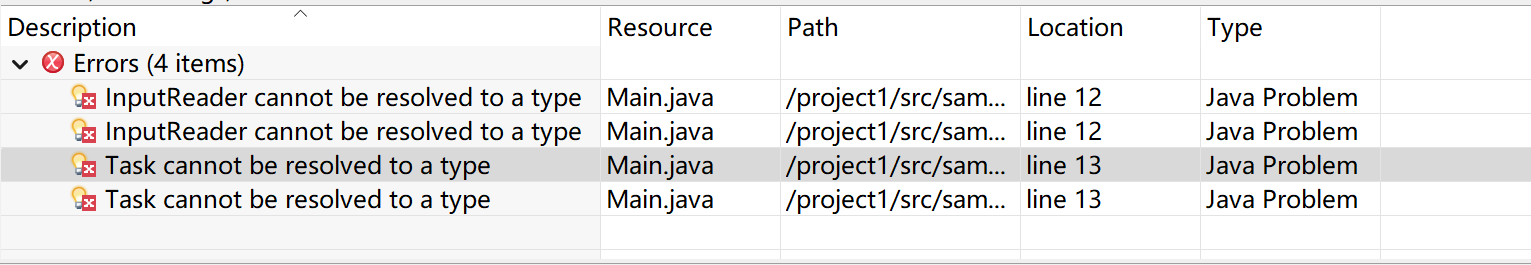 Description Resource Path Location Type
Errors (4 items)
InputReader cannot be resolved to a type Main.java /project1/src/sam... line 12 Java Problem
InputReader cannot be resolved to a type Main.java /project1/src/sam... line 12 Java Problem
Task cannot be resolved to a type Main.java /project1/src/sam... line 13 Java Problem
Task cannot be resolved to a type Main.java /project1/src/sam... line 13 Java Problem